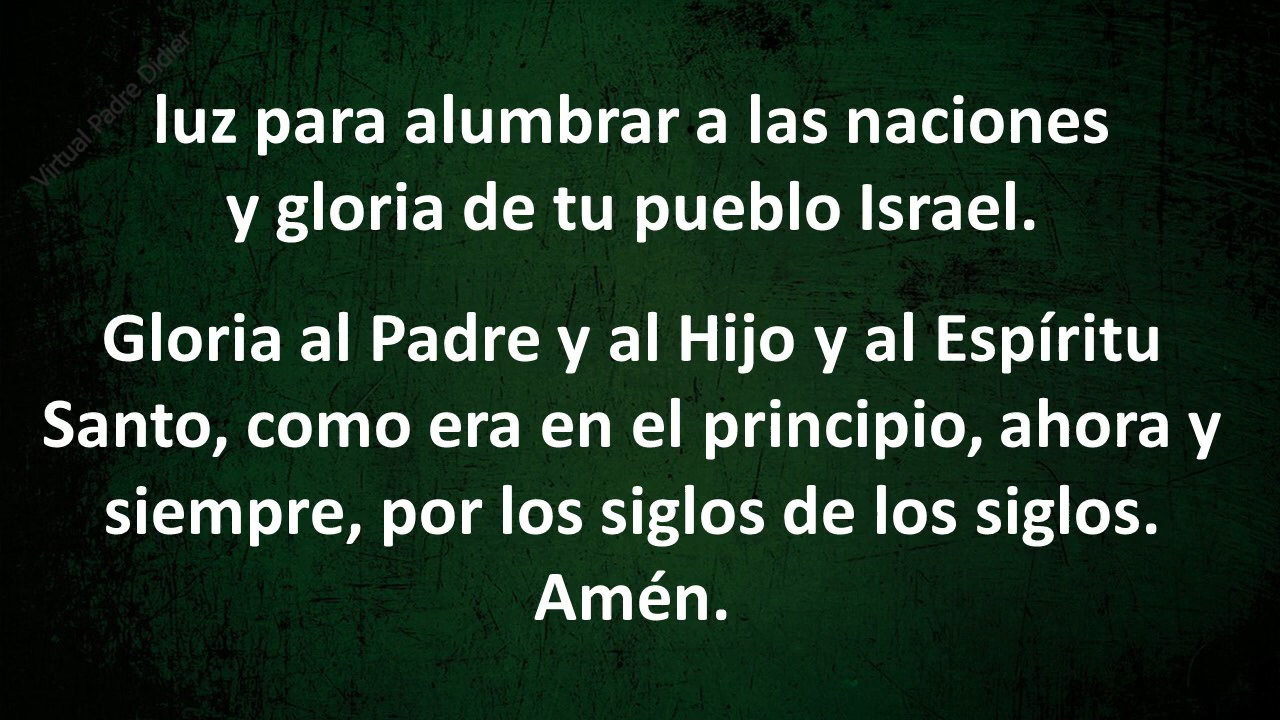 Virtual Padre Didier
luz para alumbrar a las naciones
y gloria de tu pueblo Israel.
Gloria al Padre y al Hijo y al Espíritu
Santo, como era en el principio, ahora y
siempre, por los siglos de los siglos.
Amén.